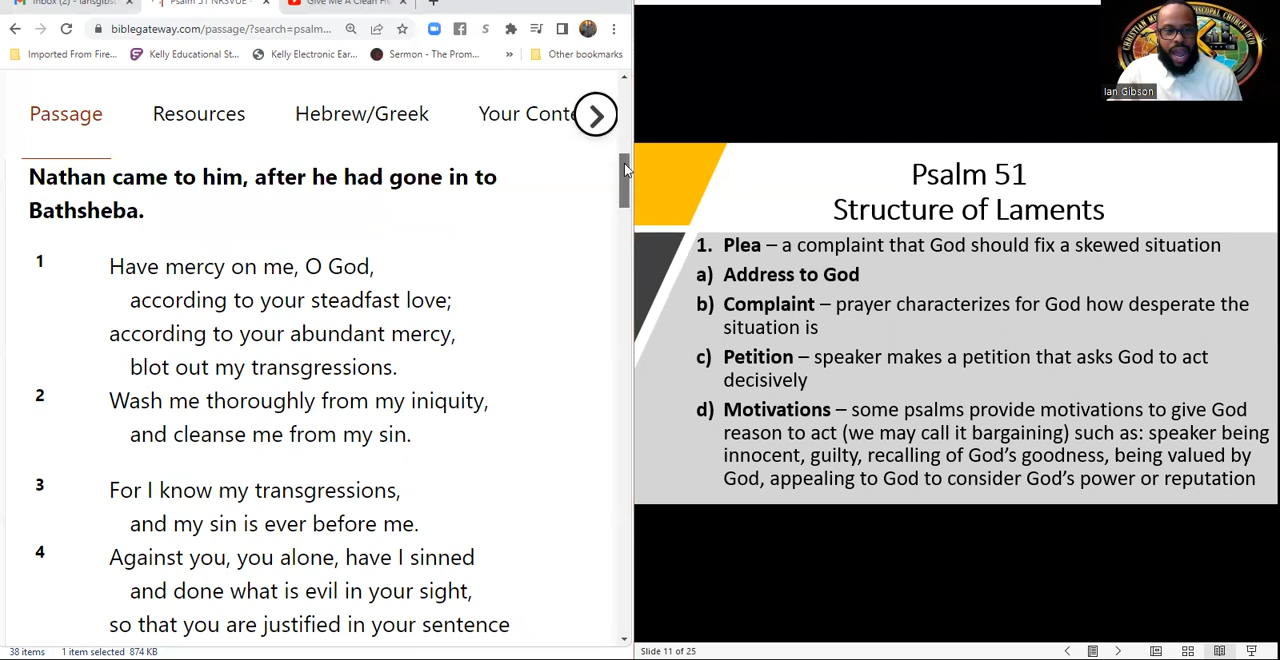 Inbox (2) - iansgibs
Psalm 51 NRSVUE -
Give Me A Clean He
biblegateway.com/passage/?search=psalm...
Imported From Fire...
Kelly Educational St...
Kelly Electronic Ear...
Sermon - The Prom...
»
Other bookmarks
Passage
Resources
Hebrew/Greek
Your Conte
Nathan came to him, after he had gone in to
Bathsheba.
1 Have mercy on me, O God,
according to your steadfast love;
according to your abundant mercy,
blot out my transgressions.
2 Wash me thoroughly from my iniquity,
and cleanse me from my sin.
3 For I know my transgressions,
and my sin is ever before me.
4 Against you, you alone, have I sinned
and done what is evil in your sight,
so that you are justified in your sentence
38 items 1 item selected 874 KB
Ian Gibson
Psalm 51
Structure of Laments
1. Plea – a complaint that God should fix a skewed situation
a) Address to God
b) Complaint – prayer characterizes for God how desperate the
situation is
c) Petition – speaker makes a petition that asks God to act
decisively
d) Motivations – some psalms provide motivations to give God
reason to act (we may call it bargaining) such as: speaker being
innocent, guilty, recalling of God's goodness, being valued by
God, appealing to God to consider God's power or reputation
Slide 11 of 25